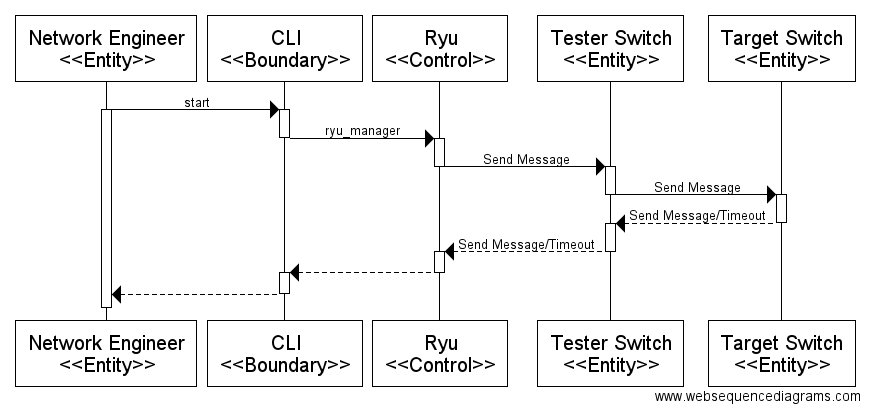 Network Engineer
<<Entity>>
CLI
<<Boundary>>
Ryu
<<Control>>
Tester Switch
<<Entity>>
Target Switch
<<Entity>>
start
ryu_manager
Send Message
Send Message
Send Message/Timeout
Send Message/Timeout
Network Engineer
<<Entity>>
CLI
<<Boundary>>
Ryu
<<Control>>
Tester Switch
<<Entity>>
Target Switch
<<Entity>>
www.websequencediagrams.com